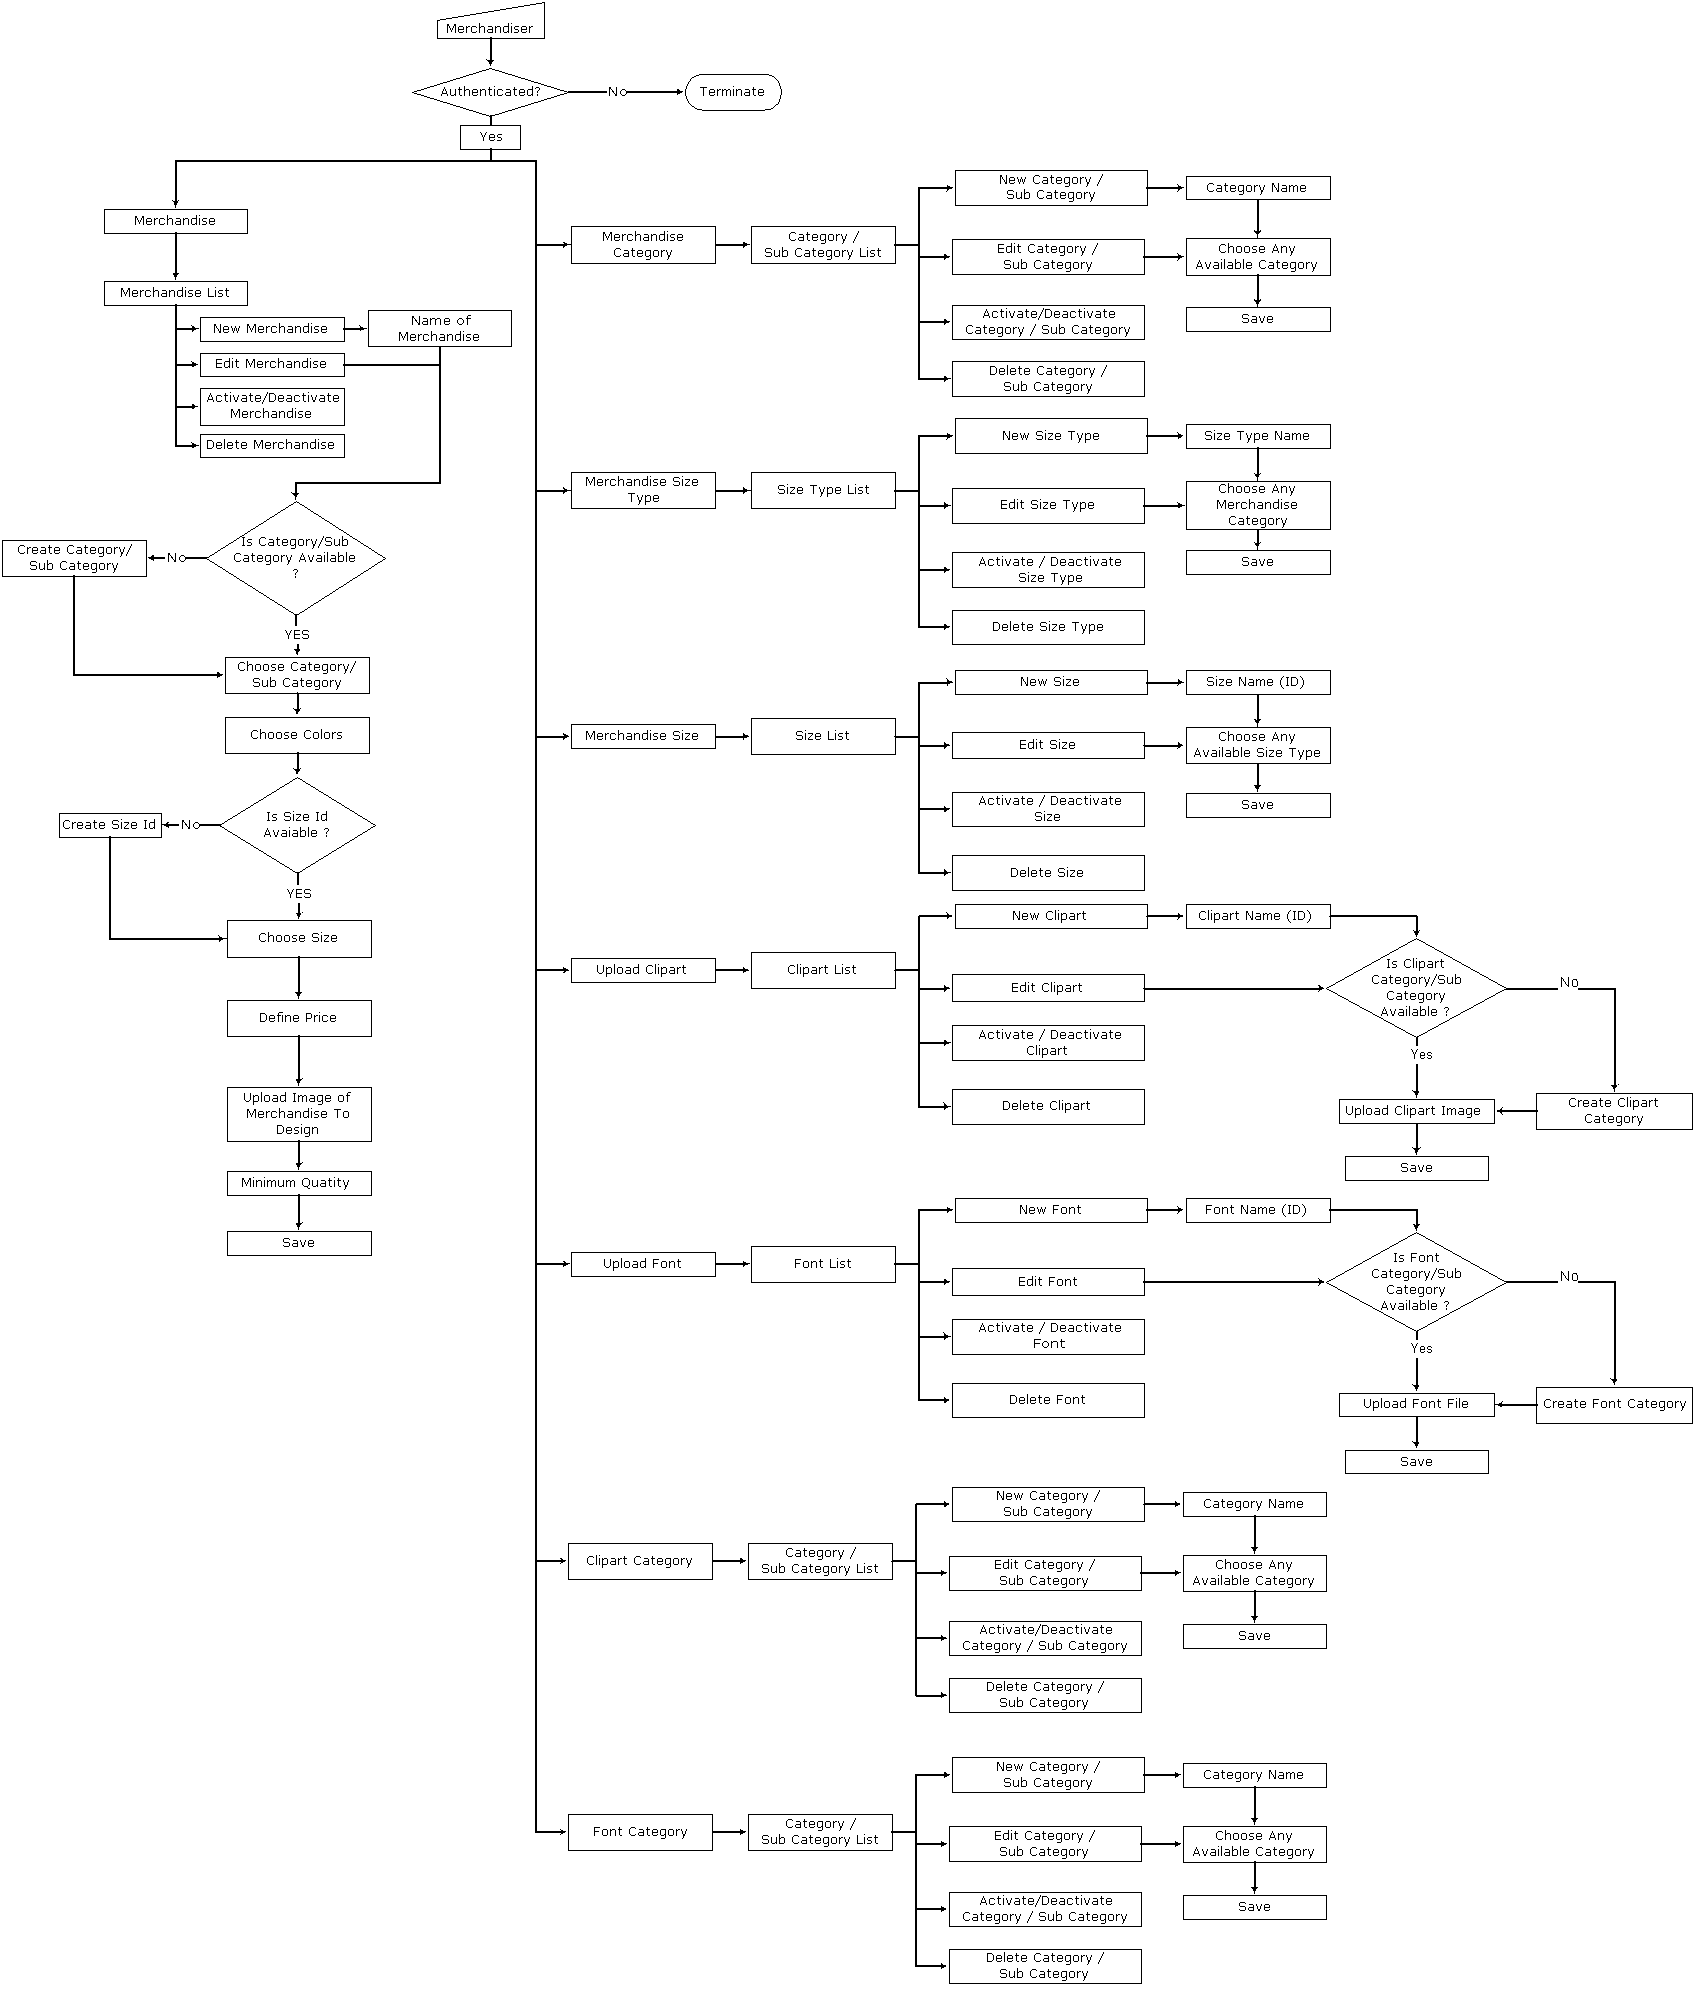 Merchandiser
Authenticated?
No
Terminate
Yes
Merchandise
Merchandise List
New Merchandise
Name of
Merchandise
Edit Merchandise
Activate/Deactivate
Merchandise
Delete Merchandise
Is Category/Sub
Category Available
?
No
Create Category/
Sub Category
YES
Choose Category/
Sub Category
Choose Colors
Is Size Id
Avaiable ?
No
Create Size Id
YES
Choose Size
Define Price
Upload Image of
Merchandise To
Design
Minimum Quatity
Save
Merchandise
Category
Category /
Sub Category List
New Category /
Sub Category
Category Name
Edit Category /
Sub Category
Choose Any
Available Category
Activate/Deactivate
Category / Sub Category
Save
Delete Category /
Sub Category
Merchandise Size
Type
Size Type List
New Size Type
Size Type Name
Edit Size Type
Choose Any
Merchandise
Category
Activate / Deactivate
Size Type
Save
Delete Size Type
Merchandise Size
Size List
New Size
Size Name (ID)
Edit Size
Choose Any
Available Size Type
Activate / Deactivate
Size
Save
Delete Size
Upload Clipart
Clipart List
New Clipart
Clipart Name (ID)
Edit Clipart
Is Clipart
Category/Sub
Category
Available ?
No
Activate / Deactivate
Clipart
Yes
Delete Clipart
Upload Clipart Image
Create Clipart
Category
Save
Upload Font
Font List
New Font
Font Name (ID)
Edit Font
Is Font
Category/Sub
Category
Available ?
No
Activate / Deactivate
Font
Yes
Delete Font
Upload Font File
Create Font Category
Save
Clipart Category
Category /
Sub Category List
New Category /
Sub Category
Category Name
Edit Category /
Sub Category
Choose Any
Available Category
Activate/Deactivate
Category / Sub Category
Save
Delete Category /
Sub Category
Font Category
Category /
Sub Category List
New Category /
Sub Category
Category Name
Edit Category /
Sub Category
Choose Any
Available Category
Activate/Deactivate
Category / Sub Category
Save
Delete Category /
Sub Category